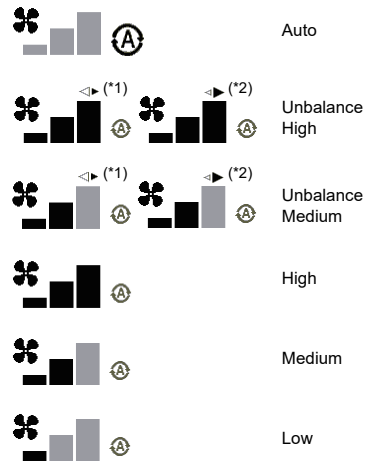 A Auto
(*1) (*2)
A A Unbalance
High
(*1) (*2)
A A Unbalance
Medium
A High
A Medium
A Low